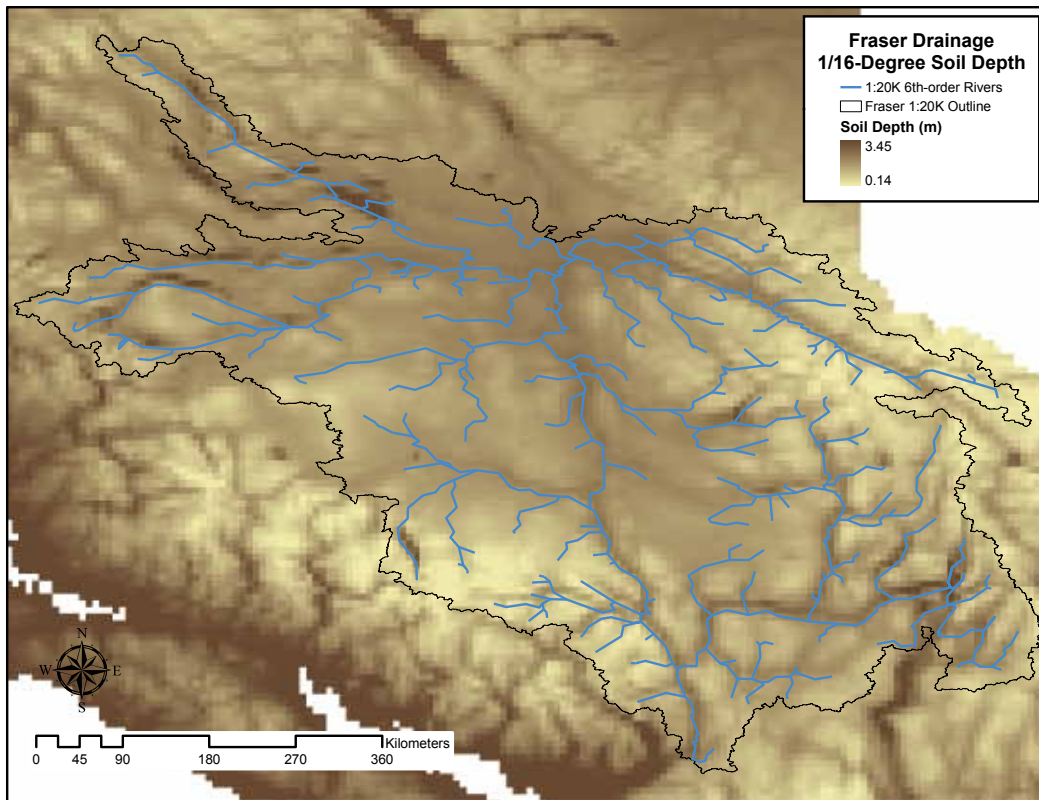 Fraser Drainage
1/16-Degree Soil Depth
1:20K 6th-order Rivers
Fraser 1:20K Outline
Soil Depth (m)
3.45
0.14
N
W E
S
Kilometers
0 45 90 180 270 360